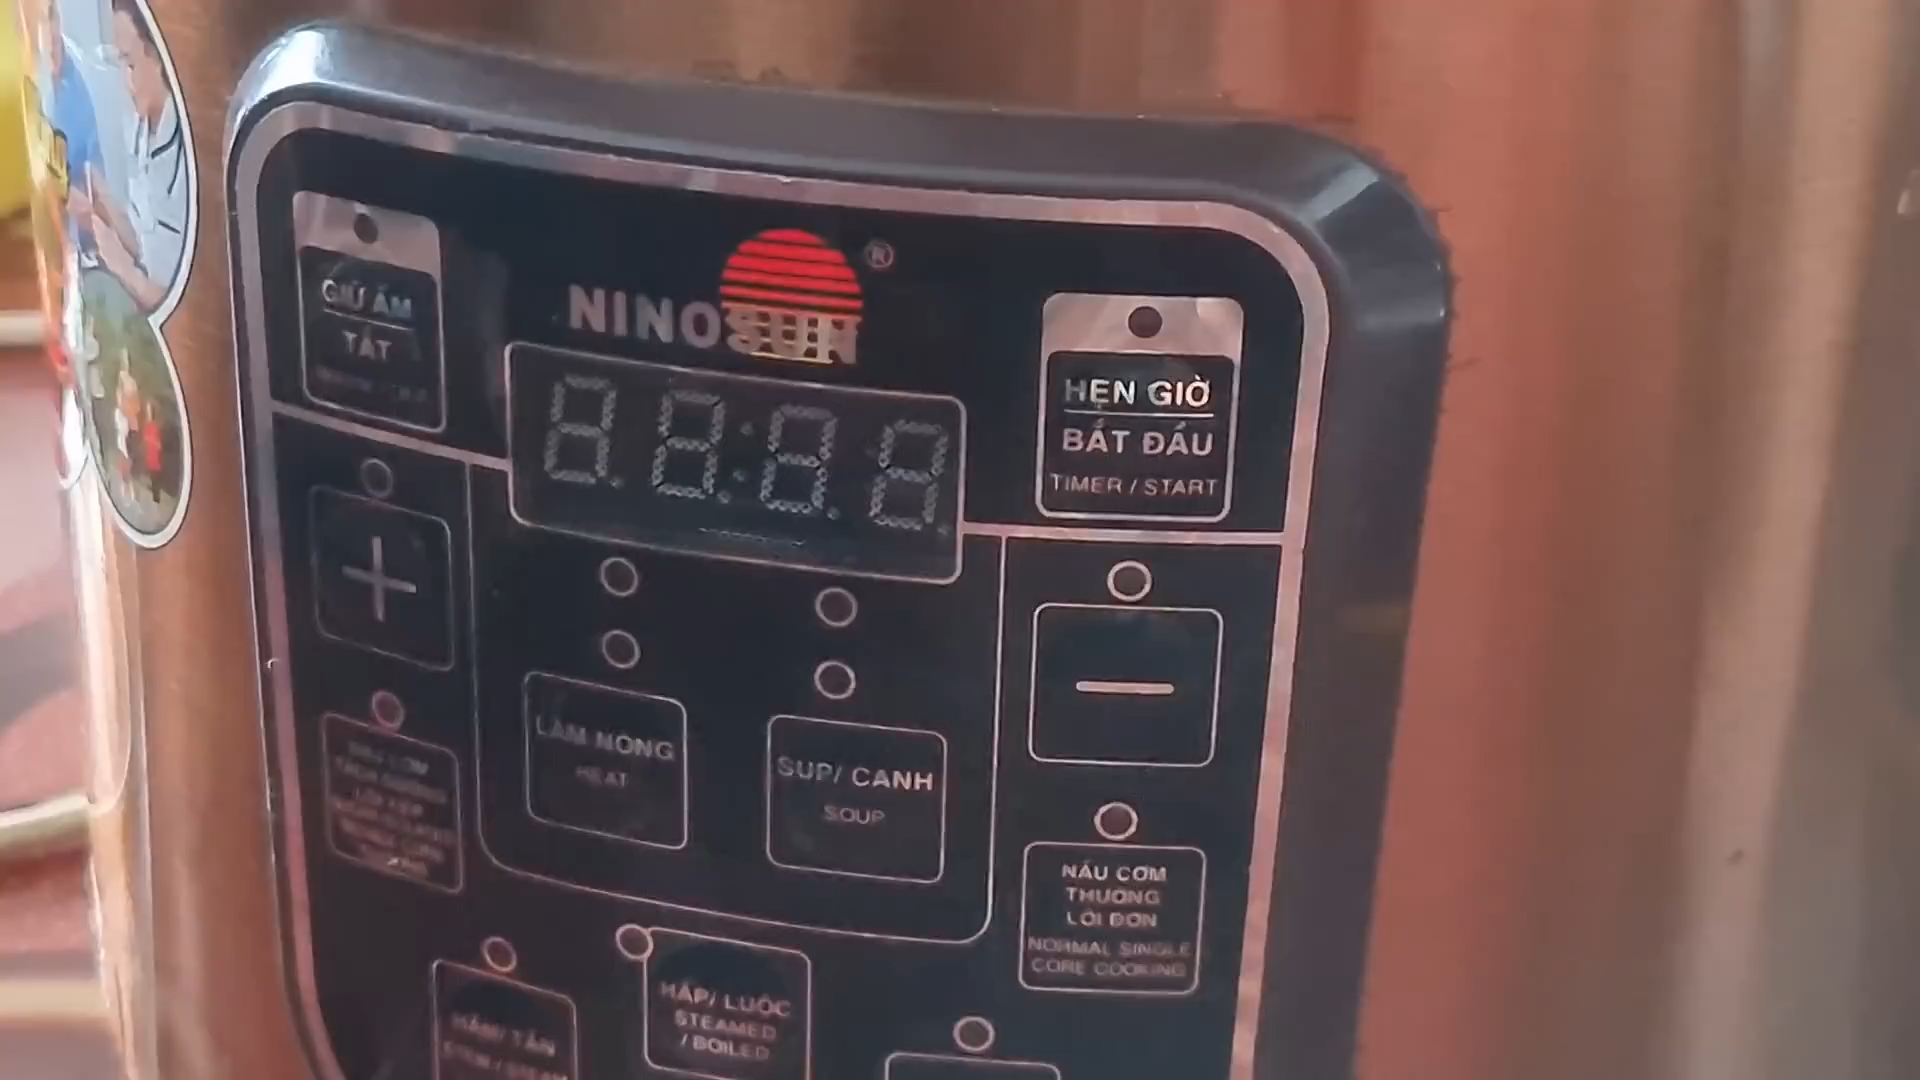 NINOSUN
®
GIỮ ẤM
TẮT
HẸN GIỜ
BẮT ĐẦU
TIMER / START
+
—
LÀM NÓNG
HEAT
SUP/ CANH
SOUP
NẤU CƠM
THƯỜNG
LÕI ĐƠN
NORMAL SINGLE
CORE COOKING
HẤP/ LUỘC
STEAMED
/ BOILED